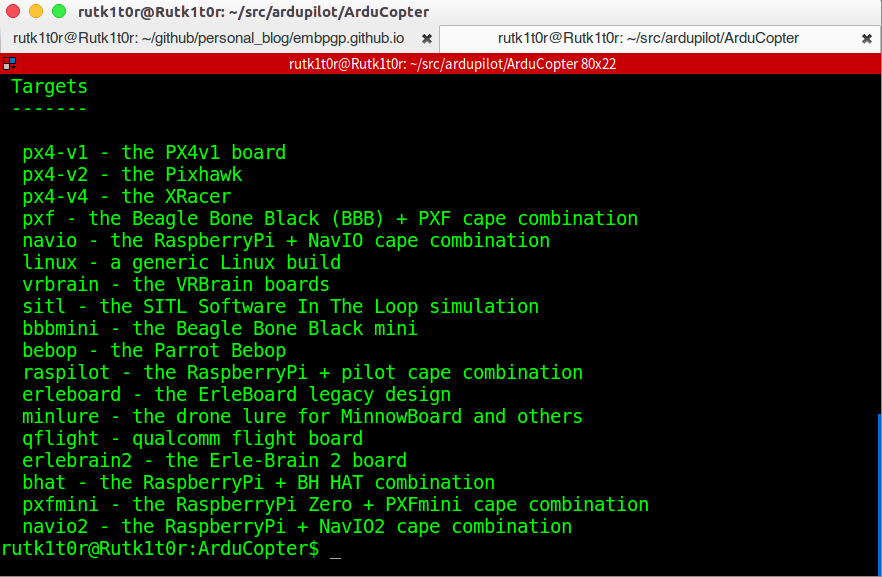 rutk1t0r@Rutk1t0r: ~/src/ardupilot/ArduCopter
rutk1t0r@Rutk1t0r: ~/github/personal_blog/embpgp.github.io
rutk1t0r@Rutk1t0r: ~/src/ardupilot/ArduCopter
rutk1t0r@Rutk1t0r: ~/src/ardupilot/ArduCopter 80x22
Targets
-------
px4-v1 - the PX4v1 board
px4-v2 - the Pixhawk
px4-v4 - the XRacer
pxf - the Beagle Bone Black (BBB) + PXF cape combination
navio - the RaspberryPi + NavIO cape combination
linux - a generic Linux build
vrbrain - the VRBrain boards
sitl - the SITL Software In The Loop simulation
bbbmini - the Beagle Bone Black mini
bebop - the Parrot Bebop
raspilot - the RaspberryPi + pilot cape combination
erleboard - the ErleBoard legacy design
minlure - the drone lure for MinnowBoard and others
qflight - qualcomm flight board
erlebrain2 - the Erle-Brain 2 board
bhat - the RaspberryPi + BH HAT combination
pxfmini - the RaspberryPi Zero + PXFmini cape combination
navio2 - the RaspberryPi + NavIO2 cape combination
rutk1t0r@Rutk1t0r:ArduCopter$ _